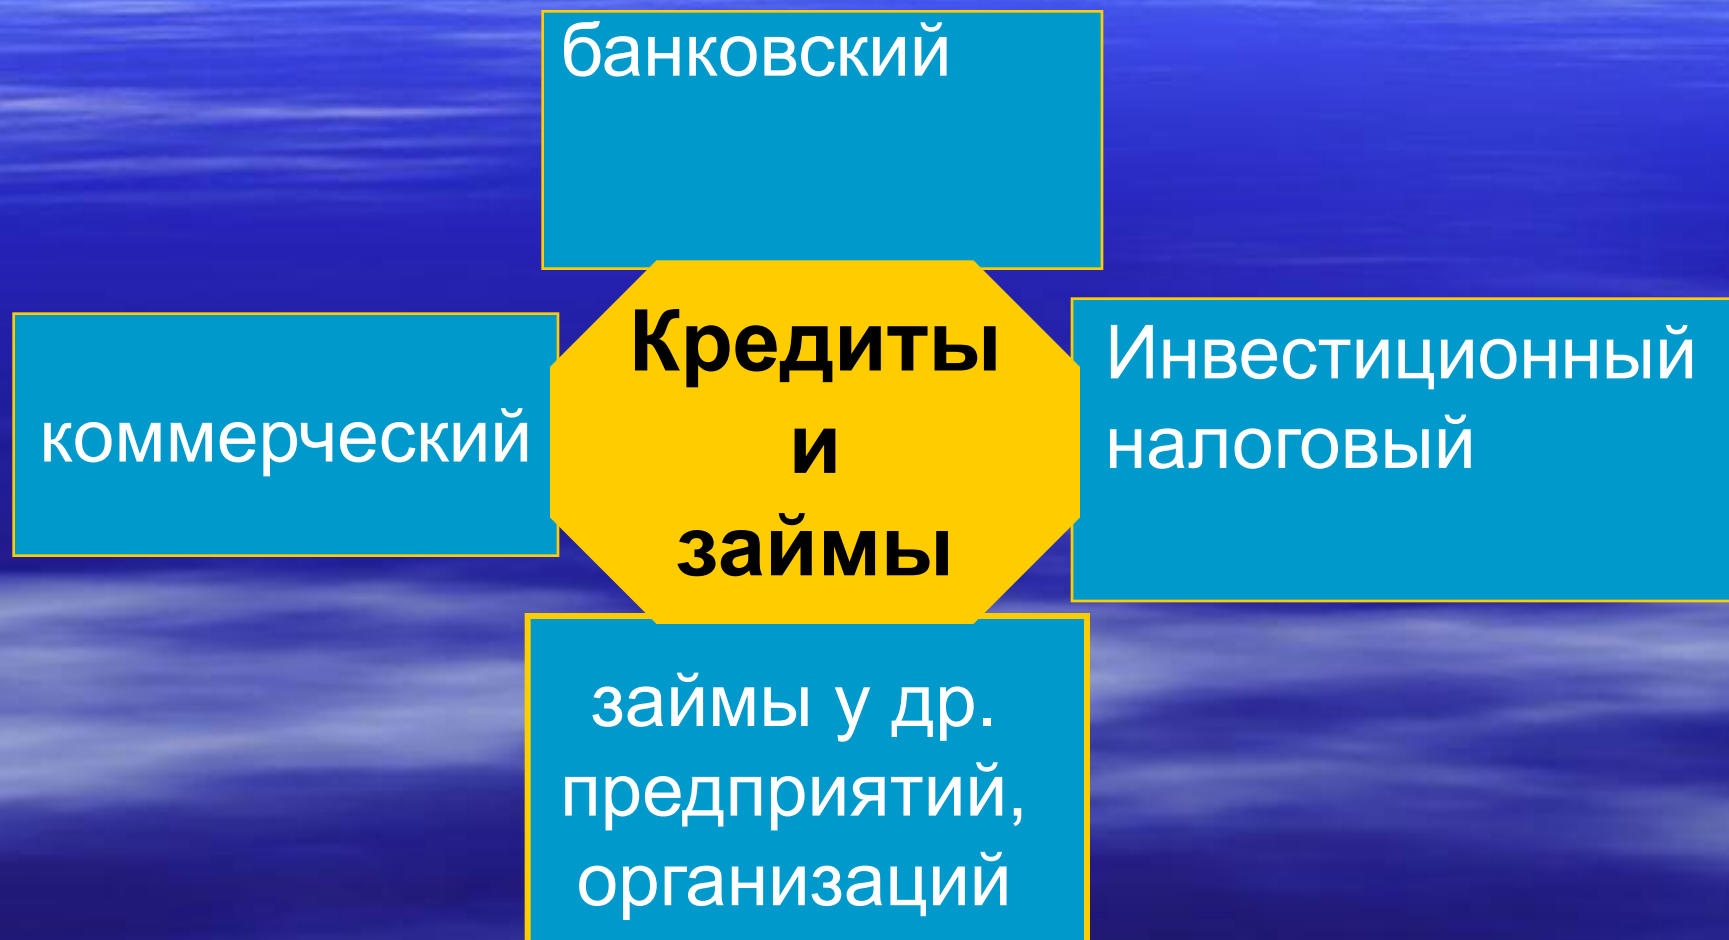 банковский
коммерческий
Кредиты
и
займы
Инвестиционный
налоговый
займы у др.
предприятий,
организаций